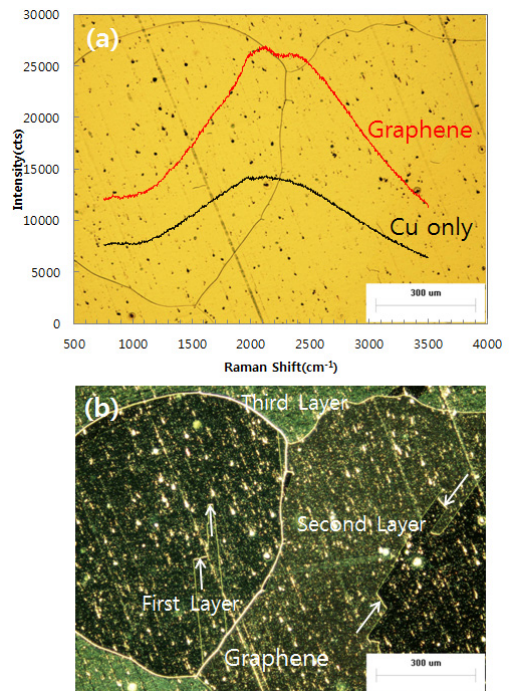 (a)
30000
25000
20000
15000
10000
5000
0
Intensity(cts)
Graphene
Cu only
300 um
500 1000 1500 2000 2500 3000 3500 4000
Raman Shift(cm⁻¹)
(b)
Third Layer
Second Layer
First Layer
Graphene
300 um